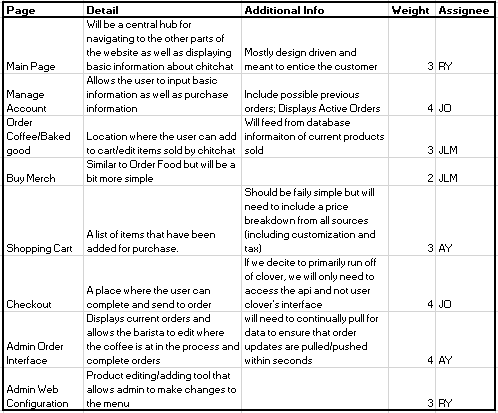 Page Detail Additional Info Weight Assignee
Will be a central hub for
navigating to the other parts of
the website as well as displaying Mostly design driven and
Main Page basic information about chitchat meant to entice the customer 3 RY
Allows the user to input basic
Manage information as well as purchase Include possible previous
Account information orders; Displays Active Orders 4 JO
Order Will feed from database
Coffee/Baked Location where the user can add informaiton of current products
good to cart/edit items sold by chitchat sold 3 JLM
Similar to Order Food but will be a
Buy Merch bit more simple 2 JLM
Should be faily simple but will
need to include a price
breakdown from all sources
A list of items that have been (including customization and
Shopping Cart added for purchase. tax) 3 AY
If we decite to primarily run off
of clover, we will only need to
A place where the user can access the api and not user
Checkout complete and send to order clover's interface 4 JO
Displays current orders and will need to continually pull for
allows the barista to edit where data to ensure that order
Admin Order the coffee is at in the process and updates are pulled/pushed
Interface complete orders within seconds 4 AY
Product editing/adding tool that
Admin Web allows admin to make changes to
Configuration the menu 3 RY